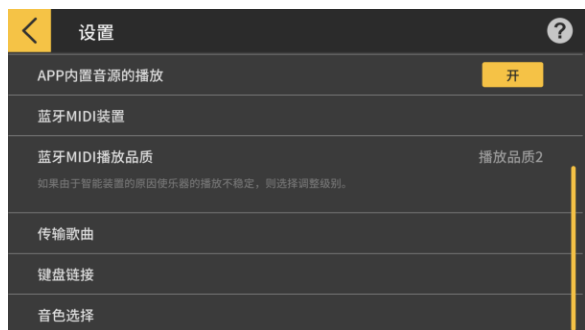 设置
?
APP内置音源的播放
开
蓝牙MIDI装置
蓝牙MIDI播放品质
播放品质2
如果由于智能装置的原因使乐器的播放不稳定，则选择调整级别。
传输歌曲
键盘链接
音色选择